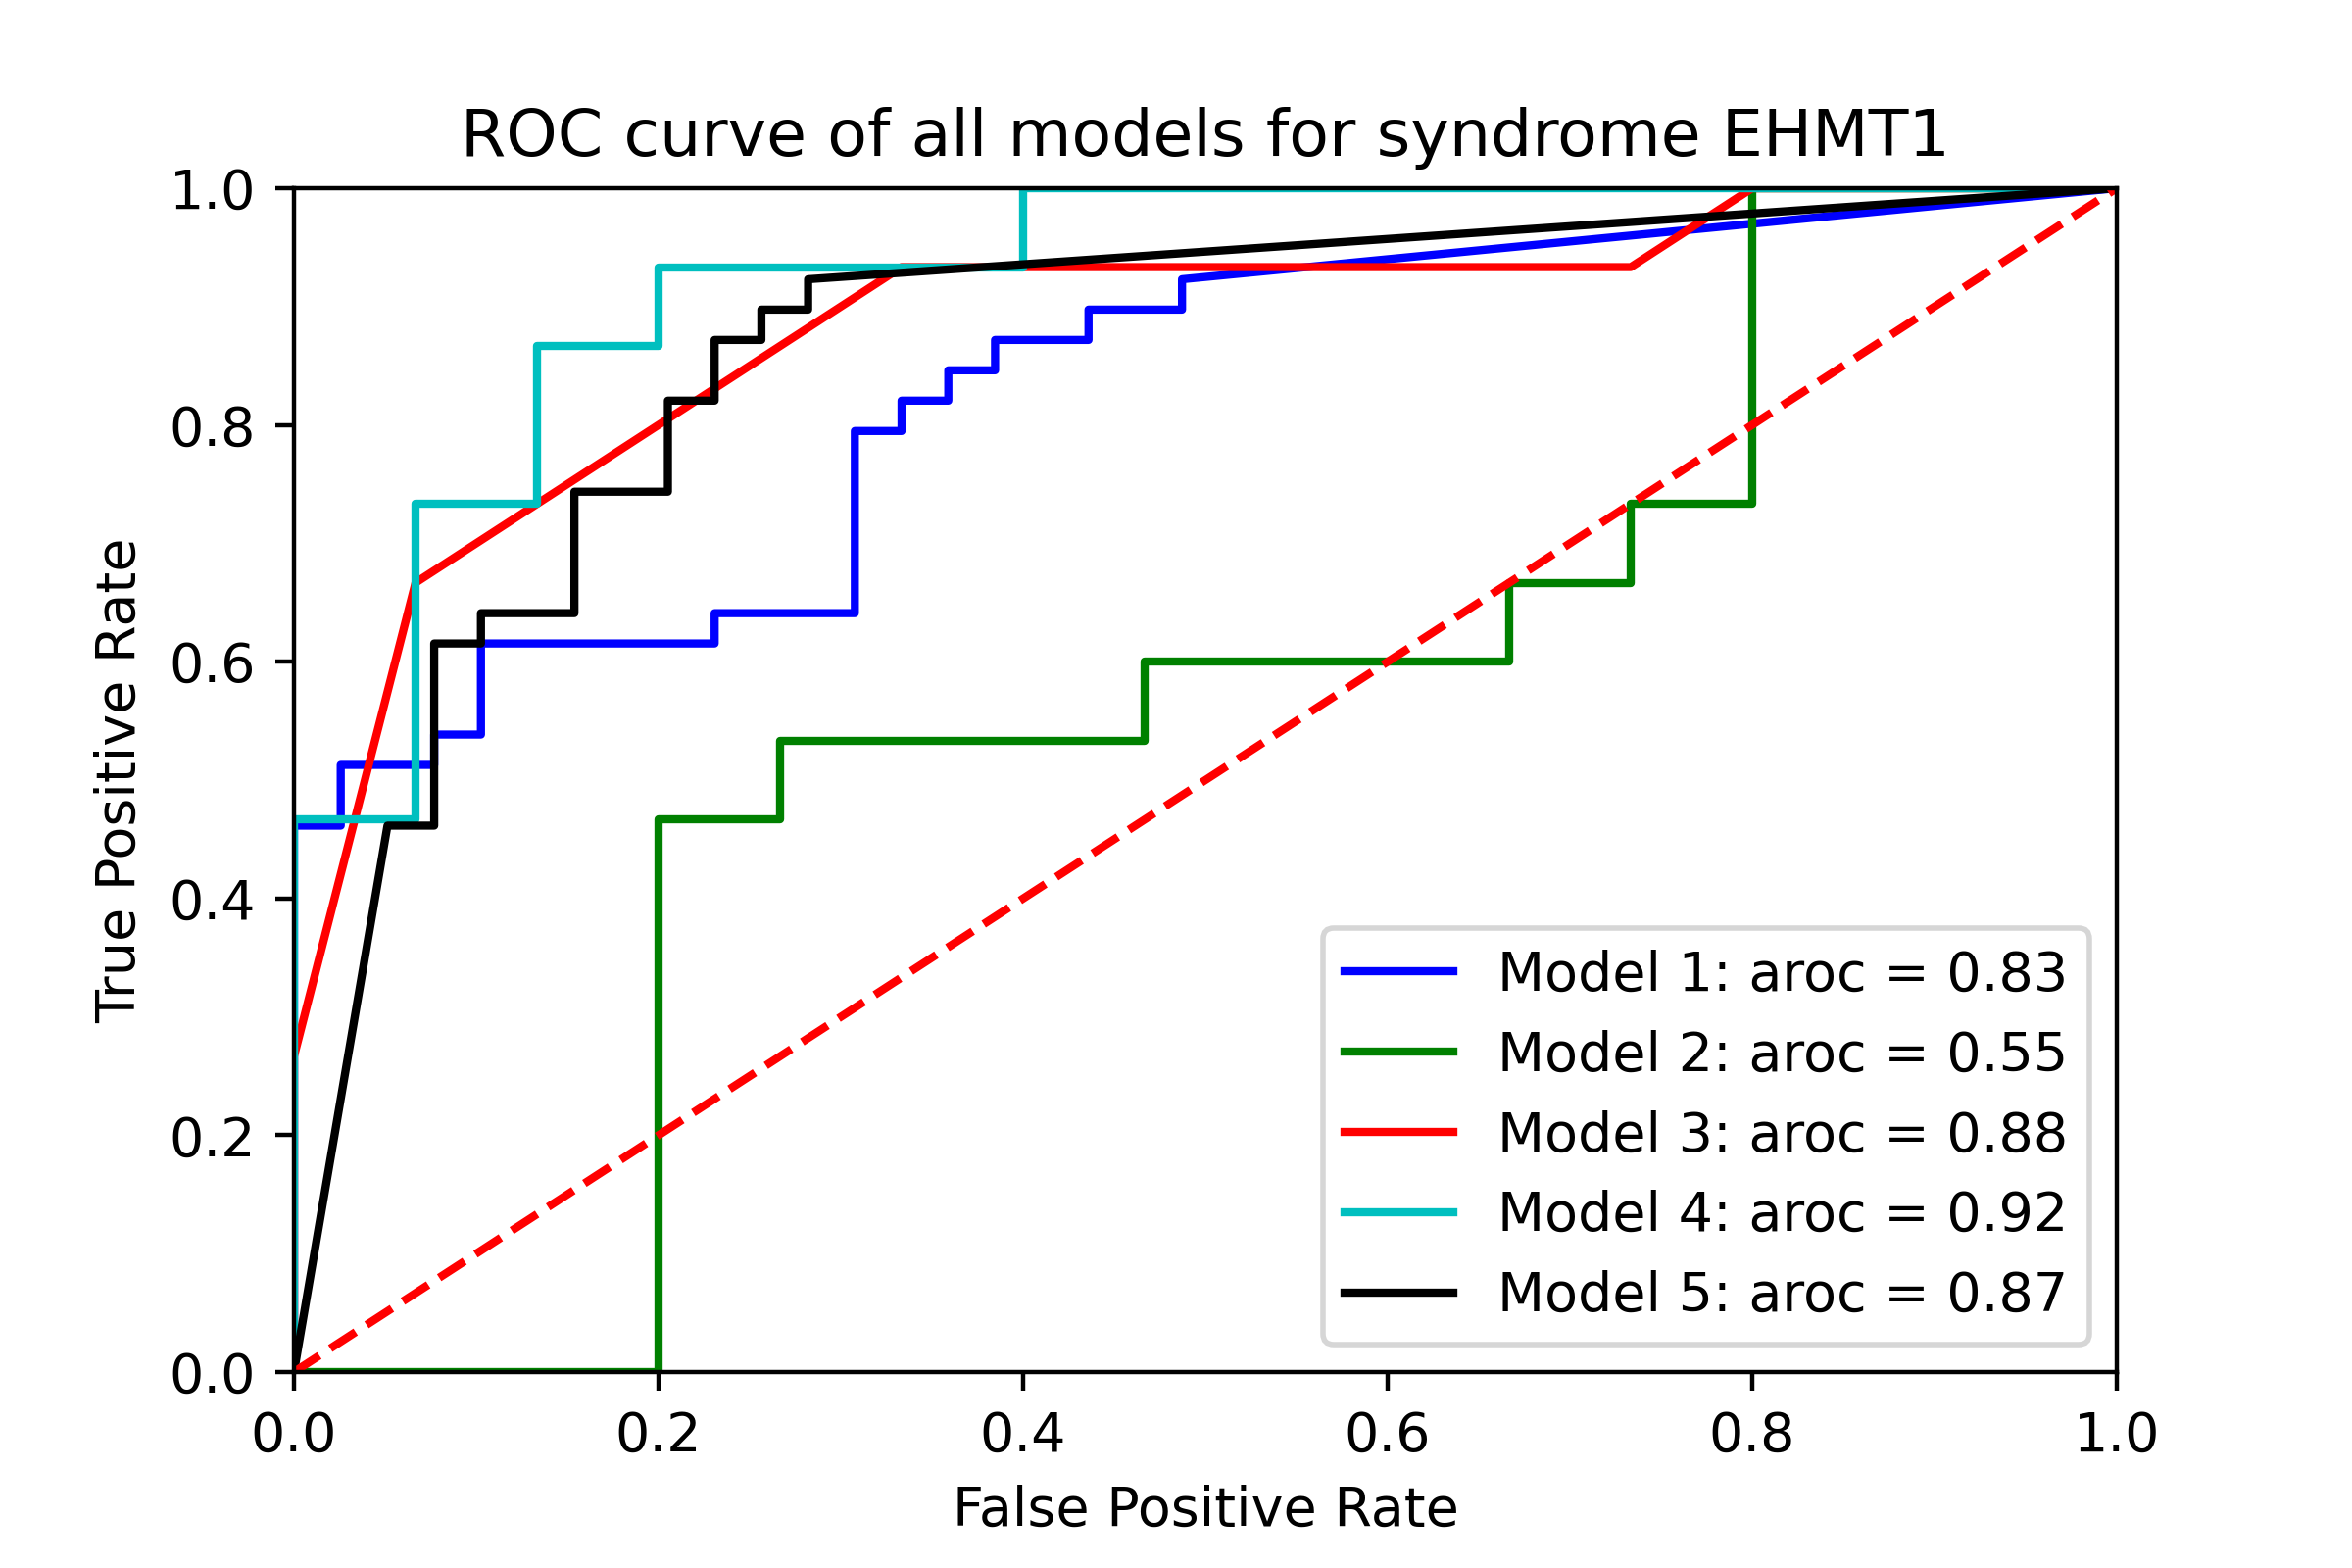 ROC curve of all models for syndrome EHMT1
1.0
0.8
0.6
0.4
0.2
0.0
True Positive Rate
0.0 0.2 0.4 0.6 0.8 1.0
False Positive Rate
Model 1: aroc = 0.83
Model 2: aroc = 0.55
Model 3: aroc = 0.88
Model 4: aroc = 0.92
Model 5: aroc = 0.87